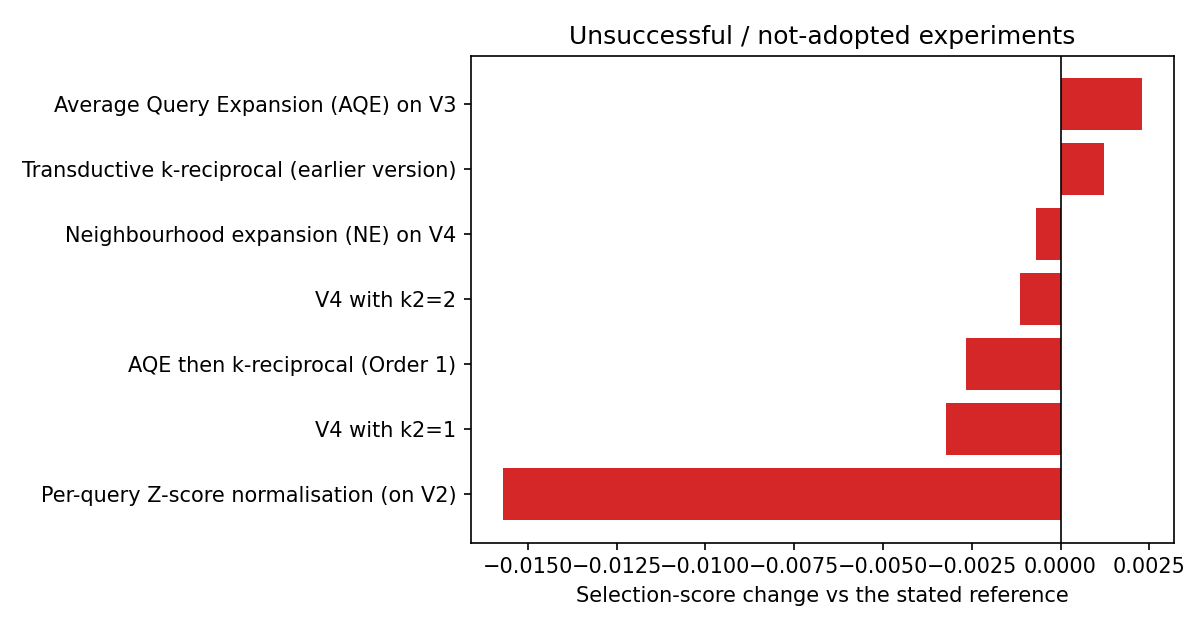 Unsuccessful / not-adopted experiments
Average Query Expansion (AQE) on V3
Transductive k-reciprocal (earlier version)
Neighbourhood expansion (NE) on V4
V4 with k2=2
AQE then k-reciprocal (Order 1)
V4 with k2=1
Per-query Z-score normalisation (on V2)
−0.0150−0.0125−0.0100−0.0075−0.0050−0.0025 0.0000 0.0025
Selection-score change vs the stated reference